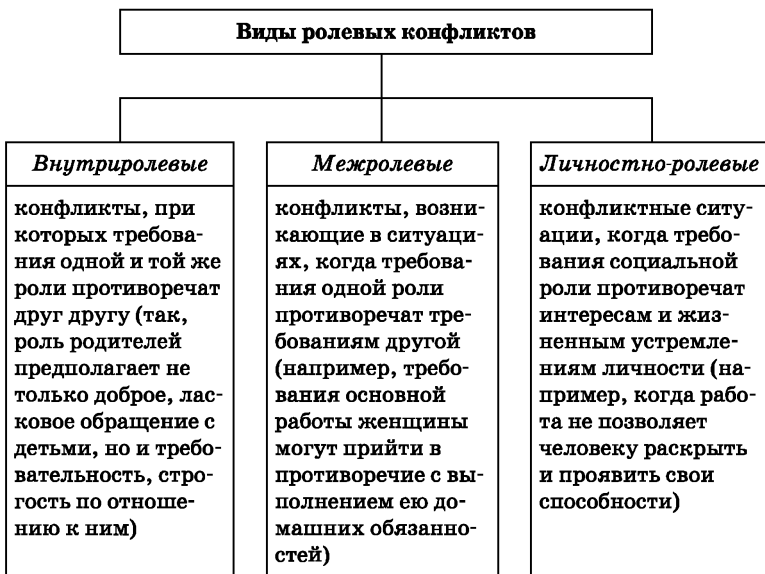 Виды ролевых конфликтов
Внутриролевые
конфликты, при
которых требова-
ния одной и той же
роли противоречат
друг другу (так,
роль родителей
предполагает не
только доброе, лас-
ковое обращение с
детьми, но и требо-
вательность, стро-
гость по отноше-
нию к ним)
Межролевые
конфликты, возни-
кающие в ситуаци-
ях, когда требова-
ния одной роли
противоречат тре-
бованиям другой
(например, требо-
вания основной
работы женщины
могут прийти в
противоречие с вы-
полнением ею до-
машних обязанно-
стей)
Личностно-ролевые
конфликтные ситу-
ации, когда требо-
вания социальной
роли противоречат
интересам и жиз-
ненным устремле-
ниям личности (на-
пример, когда рабо-
та не позволяет
человеку раскрыть
и проявить свои
способности)